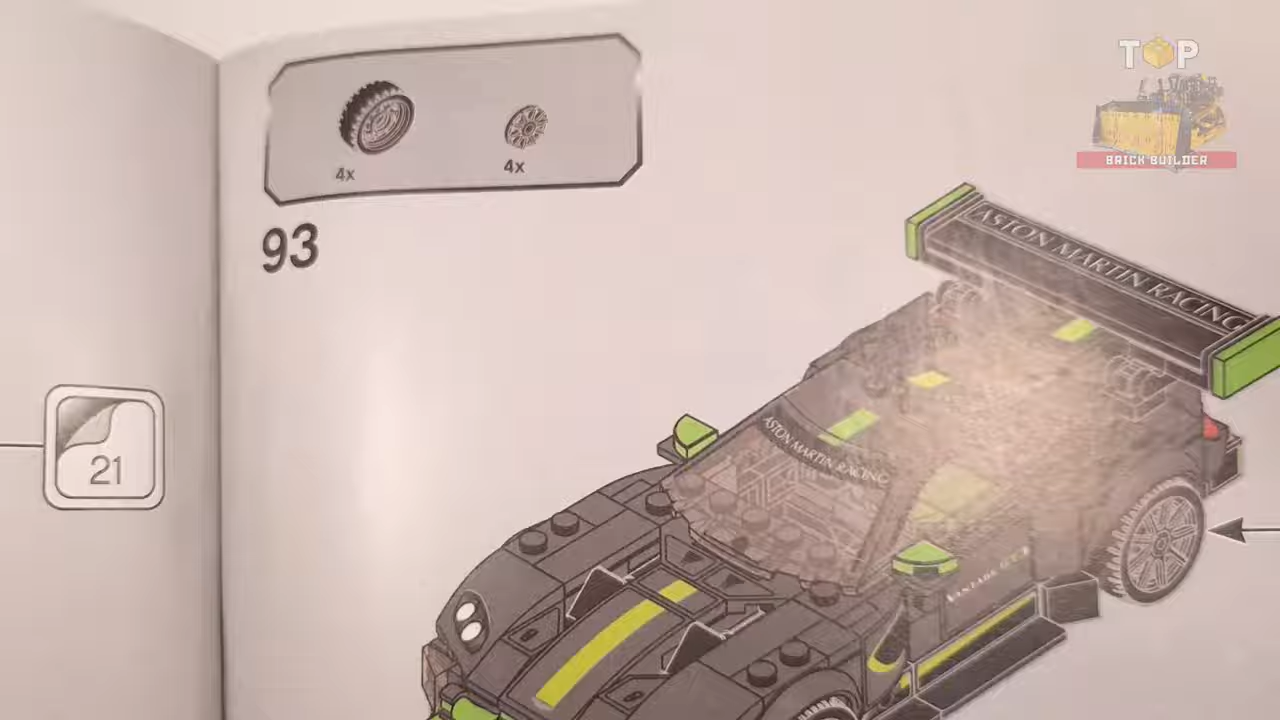 TOP
BRICK BUILDER
4x
4x
93
21
ASTON MARTIN RACING
ASTON MARTIN RACING